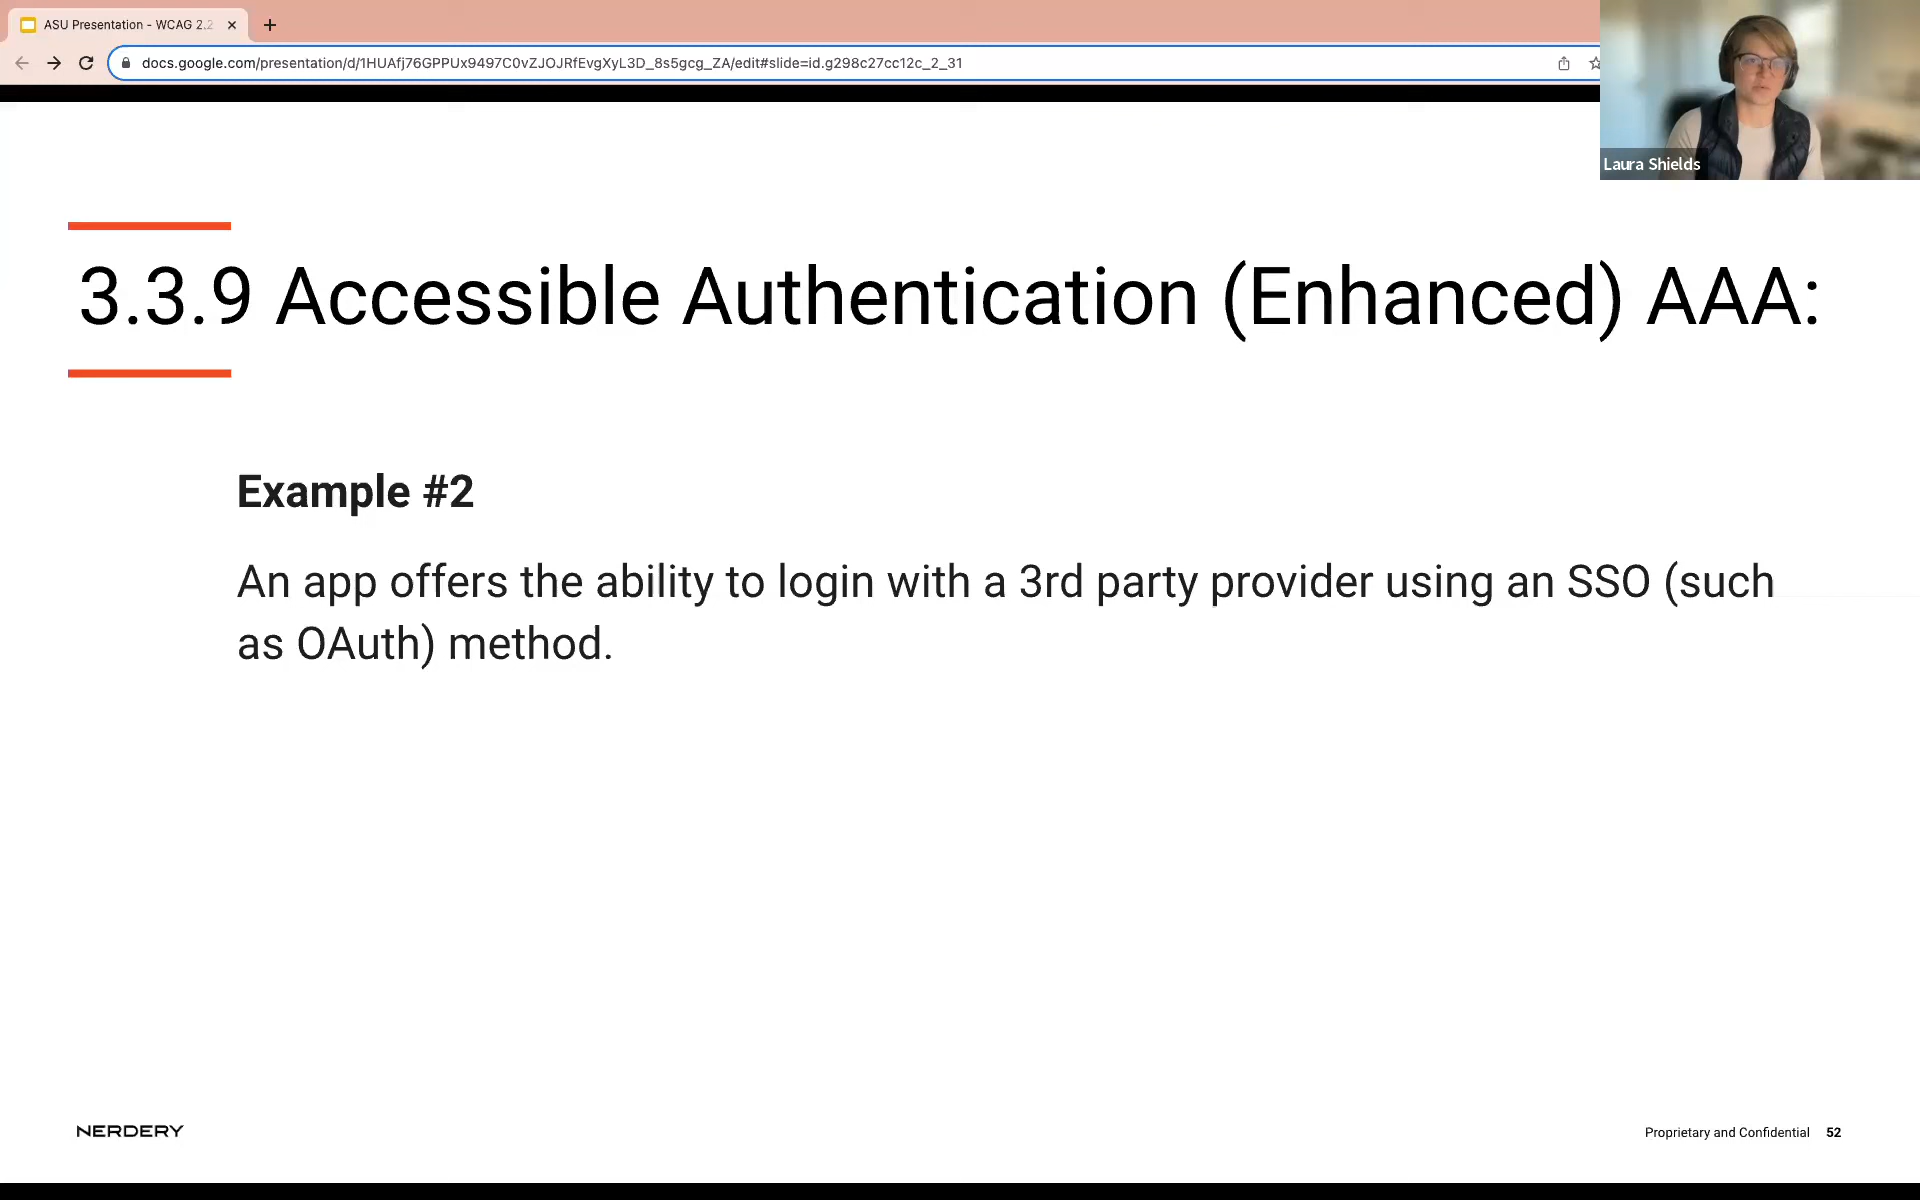 ASU Presentation - WCAG 2.2
docs.google.com/presentation/d/1HUAfj76GPPUx9497C0vZJOJRfEvgXyL3D_8s5gcg_ZA/edit#slide=id.g298c27cc12c_2_31
Laura Shields
3.3.9 Accessible Authentication (Enhanced) AAA:
Example #2
An app offers the ability to login with a 3rd party provider using an SSO (such
as OAuth) method.
NERDERY
Proprietary and Confidential 52